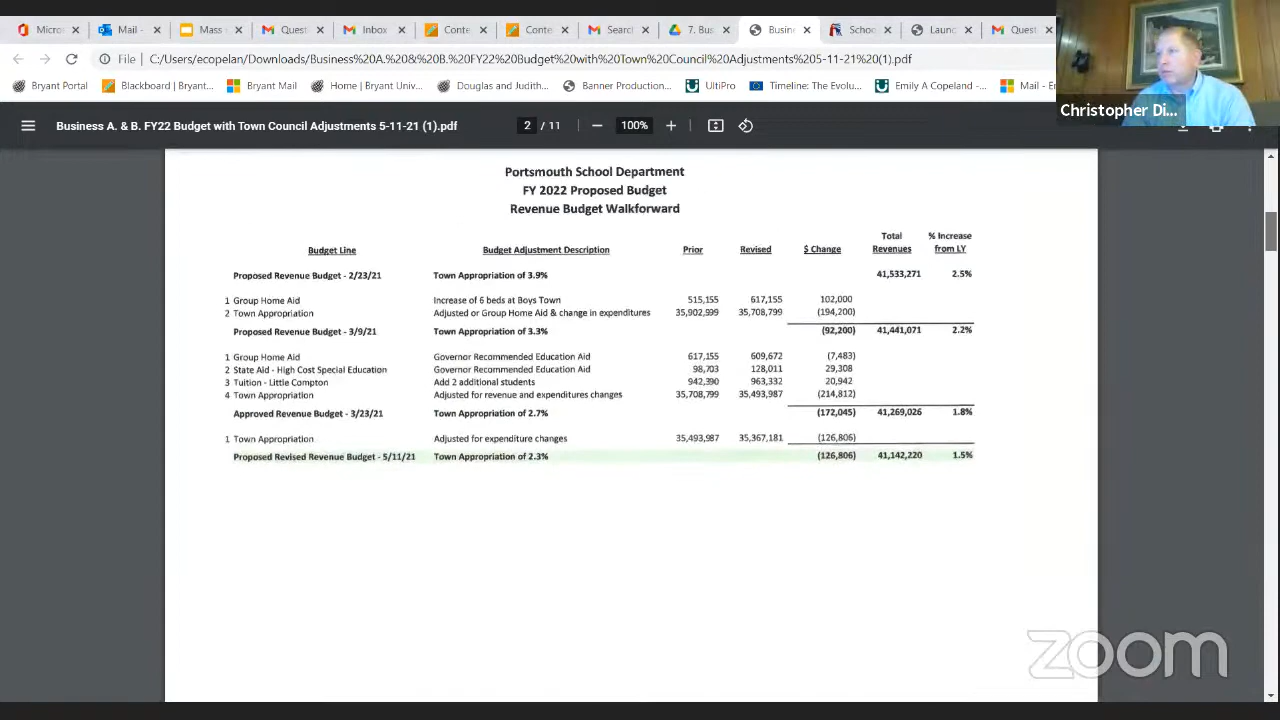 Micros
Mail -
Mass
Quest
Inbox
Conte
Conte
Search
7. Bus
Busin
Schoo
Launc
Quest
File | C:/Users/ecopelan/Downloads/Business%20A.%20&%20B.%20FY22%20Budget%20with%20Town%20Council%20Adjustments%205-11-21%20(1).pdf
Bryant Portal
Blackboard | Bryant...
Bing Maps
Home | Bryant Univ...
Douglas and Judith...
Banner Production...
UltiPro
Timeline: The Evolu...
Emily A Copeland -...
Mail - Em
Christopher Di...
Business A. & B. FY22 Budget with Town Council Adjustments 5-11-21 (1).pdf
2 / 11
100%
Portsmouth School Department
FY 2022 Proposed Budget
Revenue Budget Walkforward
Budget Line Budget Adjustment Description Prior Revised $ Change Total Revenues % Increase from LY
Proposed Revenue Budget - 2/23/21 Town Appropriation of 3.9% 41,533,271 2.5%
1 Group Home Aid Increase of 6 beds at Boys Town 515,155 617,155 102,000
2 Town Appropriation Adjusted or Group Home Aid & change in expenditures 35,902,999 35,708,799 (194,200)
Proposed Revenue Budget - 3/9/21 Town Appropriation of 3.3% (92,200) 41,441,071 2.2%
1 Group Home Aid Governor Recommended Education Aid 617,155 609,672 (7,483)
2 State Aid - High Cost Special Education Governor Recommended Education Aid 98,703 128,011 29,308
3 Tuition - Little Compton Add 2 additional students 942,390 963,332 20,942
4 Town Appropriation Adjusted for revenue and expenditures changes 35,708,799 35,493,987 (214,812)
Approved Revenue Budget - 3/23/21 Town Appropriation of 2.7% (172,045) 41,269,026 1.8%
1 Town Appropriation Adjusted for expenditure changes 35,493,987 35,367,181 (126,806)
Proposed Revised Revenue Budget - 5/11/21 Town Appropriation of 2.3% (126,806) 41,142,220 1.5%
zoom